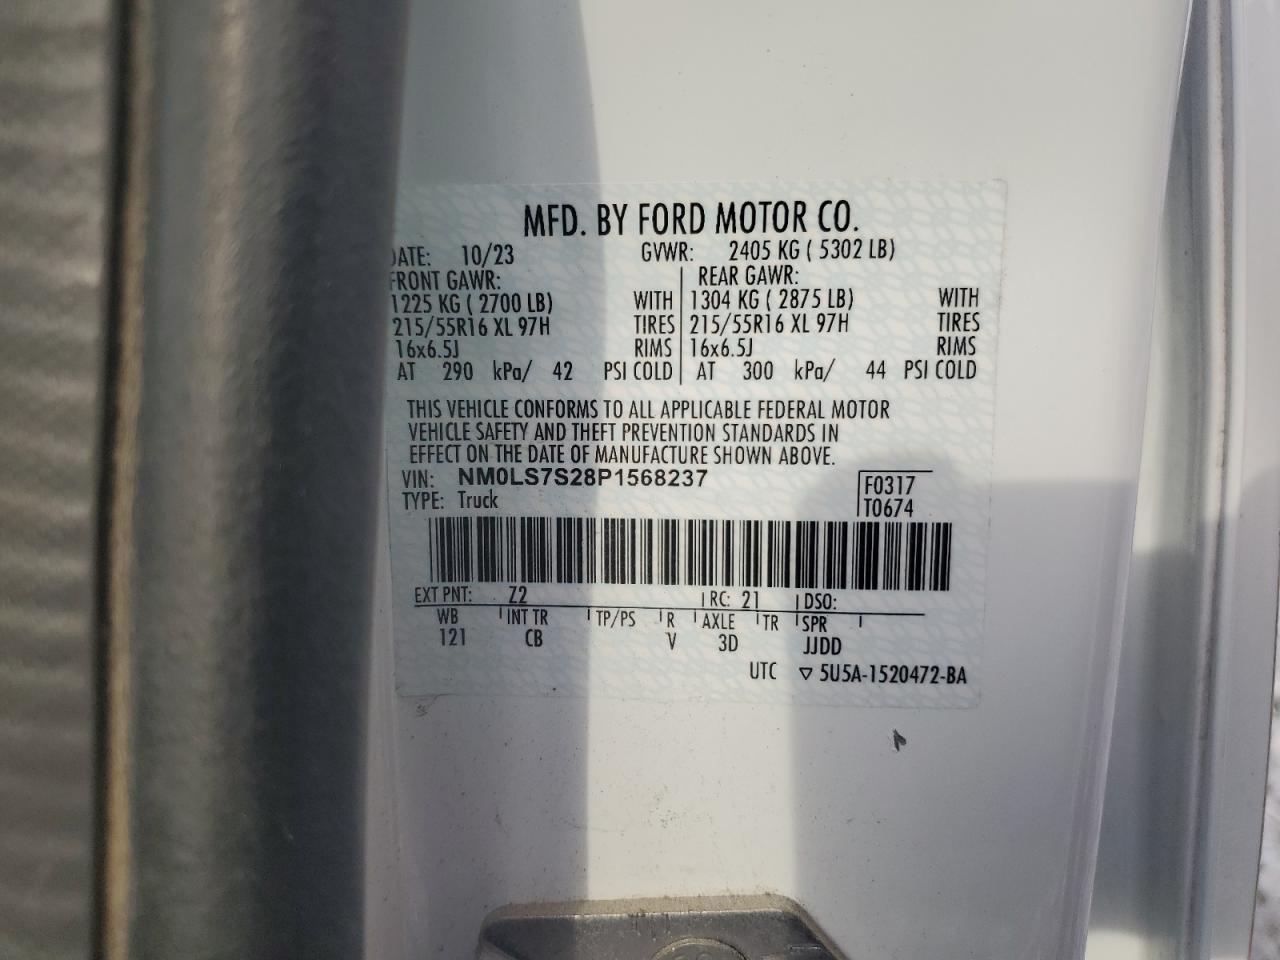 MFD. BY FORD MOTOR CO.
DATE: 10/23 GVWR: 2405 KG ( 5302 LB)
FRONT GAWR: REAR GAWR:
1225 KG ( 2700 LB) WITH 1304 KG ( 2875 LB) WITH
215/55R16 XL 97H TIRES 215/55R16 XL 97H TIRES
16x6.5J RIMS 16x6.5J RIMS
AT 290 kPa/ 42 PSI COLD AT 300 kPa/ 44 PSI COLD
THIS VEHICLE CONFORMS TO ALL APPLICABLE FEDERAL MOTOR
VEHICLE SAFETY AND THEFT PREVENTION STANDARDS IN
EFFECT ON THE DATE OF MANUFACTURE SHOWN ABOVE.
VIN: NM0LS7S28P1568237 F0317
TYPE: Truck T0674
EXT PNT: Z2 RC: 21 DSO:
WB INT TR TP/PS R AXLE TR SPR
121 CB V 3D JJDD
UTC ▽ 5U5A-1520472-BA